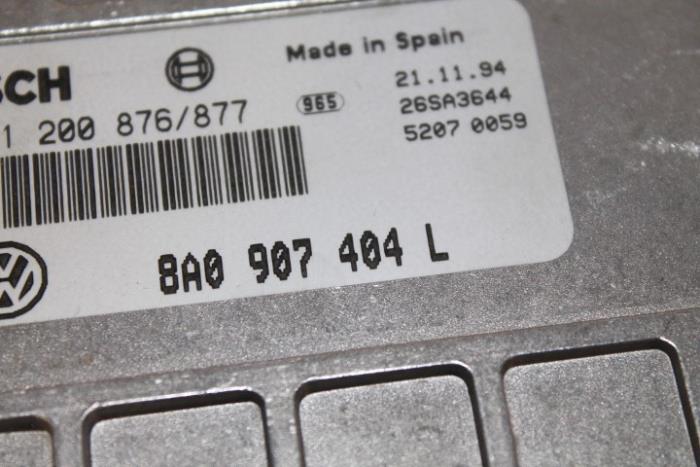 SCH
Made in Spain
21.11.94
1 200 876/877
965
26SA3644
5207 0059
8A0 907 404 L